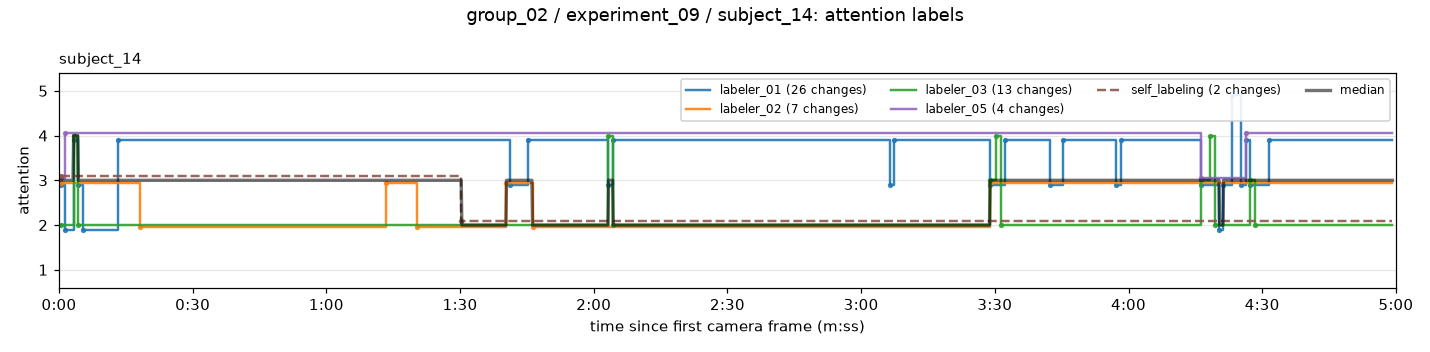 group_02 / experiment_09 / subject_14: attention labels
subject_14
labeler_01 (26 changes)
labeler_02 (7 changes)
labeler_03 (13 changes)
labeler_05 (4 changes)
self_labeling (2 changes)
median
attention
5
4
3
2
1
0:00 0:30 1:00 1:30 2:00 2:30 3:00 3:30 4:00 4:30 5:00
time since first camera frame (m:ss)